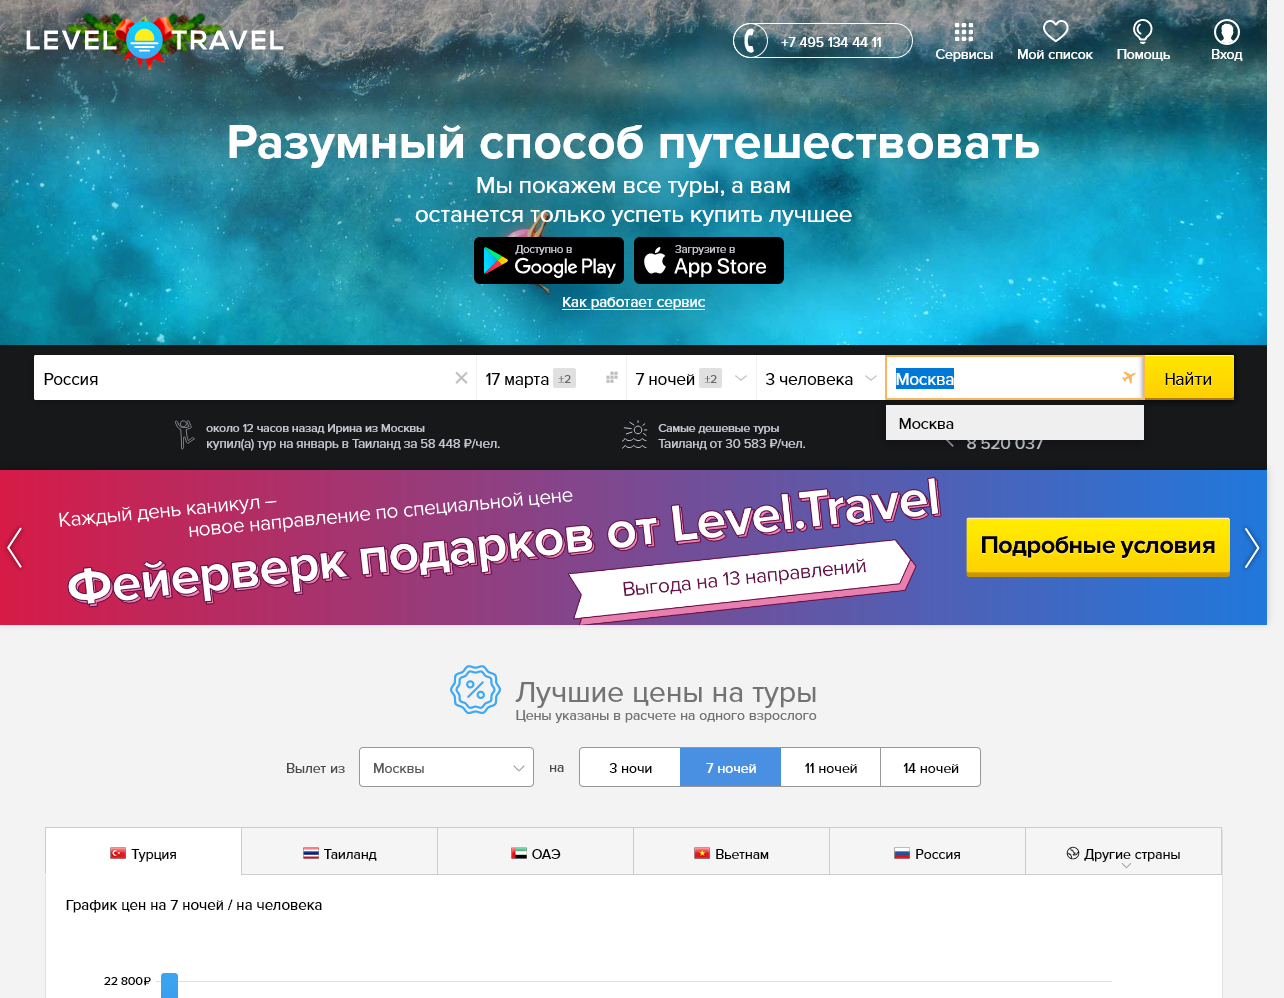 LEVEL TRAVEL
+7 495 134 44 11
Сервисы
Мой список
Помощь
Вход
Разумный способ путешествовать
Мы покажем все туры, а вам
останется только успеть купить лучшее
Доступно в
Google Play
Загрузите в
App Store
Как работает сервис
Россия
17 марта ±2
7 ночей ±2
3 человека
Москва
Найти
Москва
около 12 часов назад Ирина из Москвы
купил(а) тур на январь в Таиланд за 58 448 ₽/чел.
Самые дешевые туры
Таиланд от 30 583 ₽/чел.
8 520 037
Каждый день каникул –
новое направление по специальной цене
Фейерверк подарков от Level.Travel
Выгода на 13 направлений
Подробные условия
Лучшие цены на туры
Цены указаны в расчете на одного взрослого
Вылет из
Москвы
на
3 ночи
7 ночей
11 ночей
14 ночей
Турция
Таиланд
ОАЭ
Вьетнам
Россия
Другие страны
График цен на 7 ночей / на человека
22 800₽